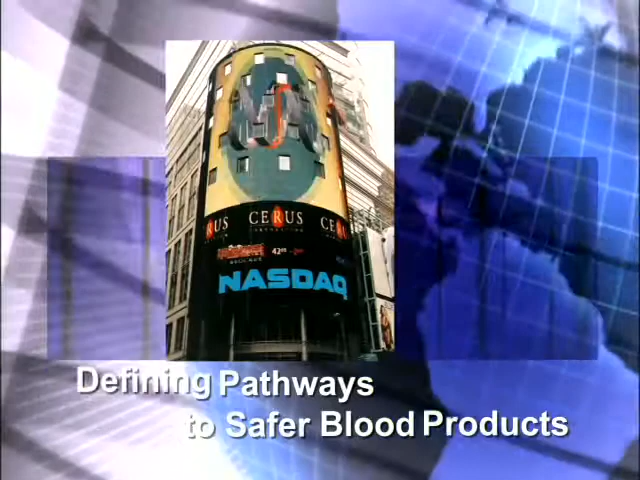 CERUS
NASDAQ
Defining Pathways
to Safer Blood Products